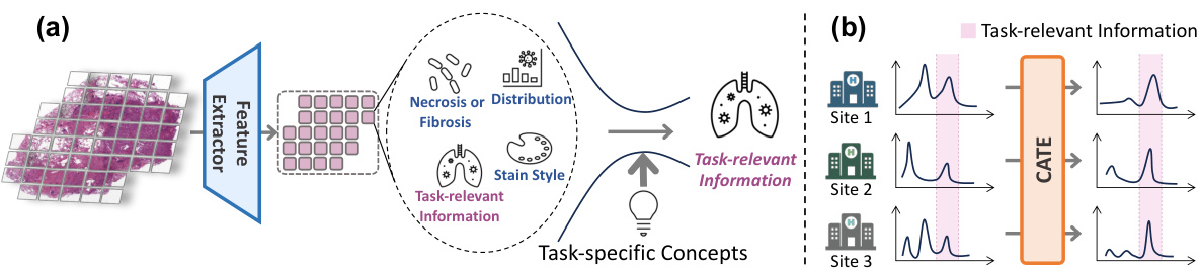 (a)
Feature
Extractor
Necrosis or
Fibrosis
Distribution
Task-relevant
Information
Stain Style
Task-relevant
Information
Task-specific Concepts
(b)
Task-relevant Information
H
Site 1
H
Site 2
H
Site 3
CATE